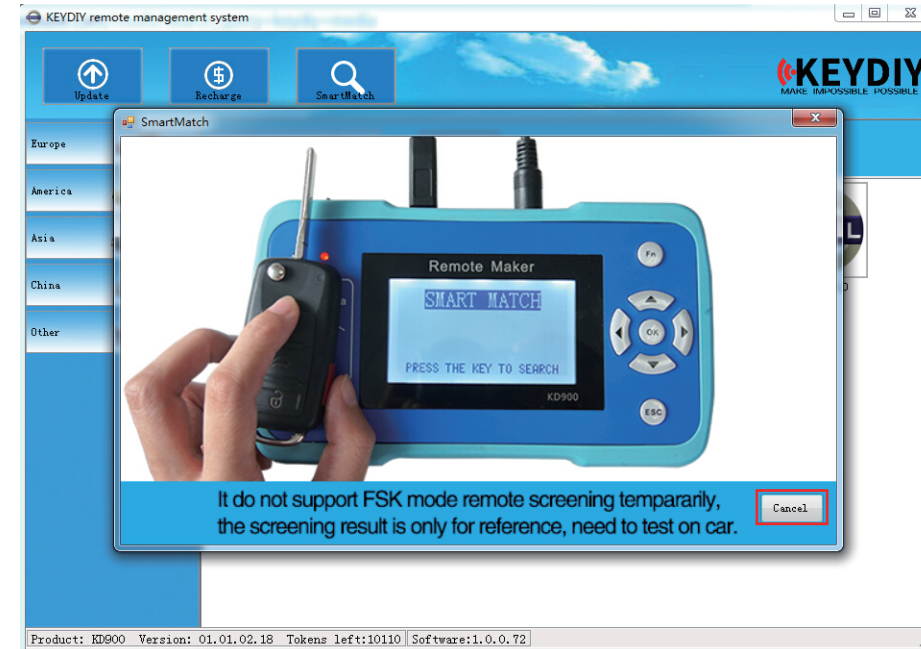 KEYDIY remote management system
Update
Recharge
SmartMatch
KEYDIY
MAKE IMPOSSIBLE POSSIBLE
SmartMatch
Europe
America
Asia
China
Other
L
Remote Maker
SMART MATCH
PRESS THE KEY TO SEARCH
KD900
Fn
OK
ESC
It do not support FSK mode remote screening tempararily,
the screening result is only for reference, need to test on car.
Cancel
Product: KD900 Version: 01.01.02.18 Tokens left:10110 Software:1.0.0.72